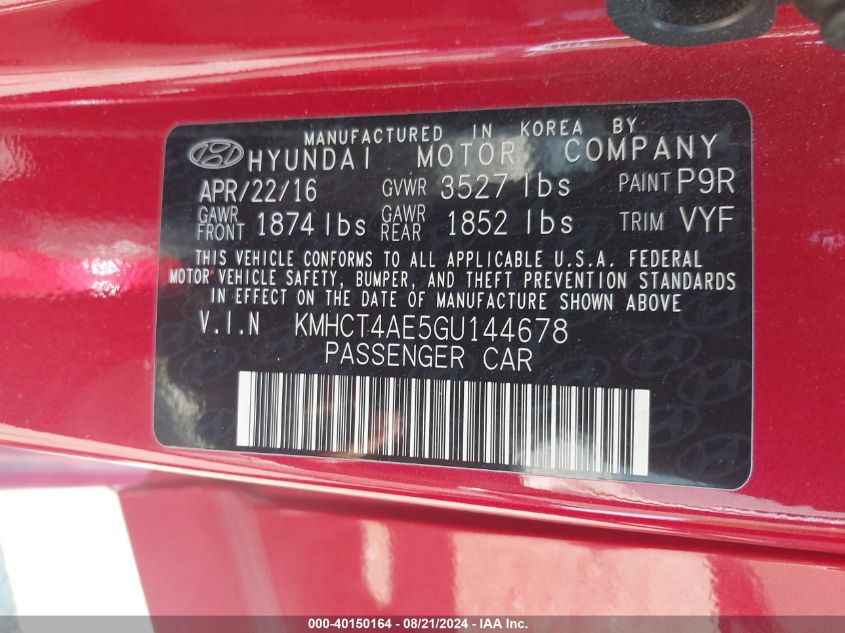 MANUFACTURED IN KOREA BY
HYUNDAI MOTOR COMPANY
APR/22/16 GVWR 3527 lbs PAINT P9R
GAWR FRONT 1874 lbs GAWR REAR 1852 lbs TRIM VYF
THIS VEHICLE CONFORMS TO ALL APPLICABLE U.S.A. FEDERAL
MOTOR VEHICLE SAFETY, BUMPER, AND THEFT PREVENTION STANDARDS
IN EFFECT ON THE DATE OF MANUFACTURE SHOWN ABOVE
V.I.N KMHCT4AE5GU144678
PASSENGER CAR
000-40150164 - 08/21/2024 - IAA Inc.